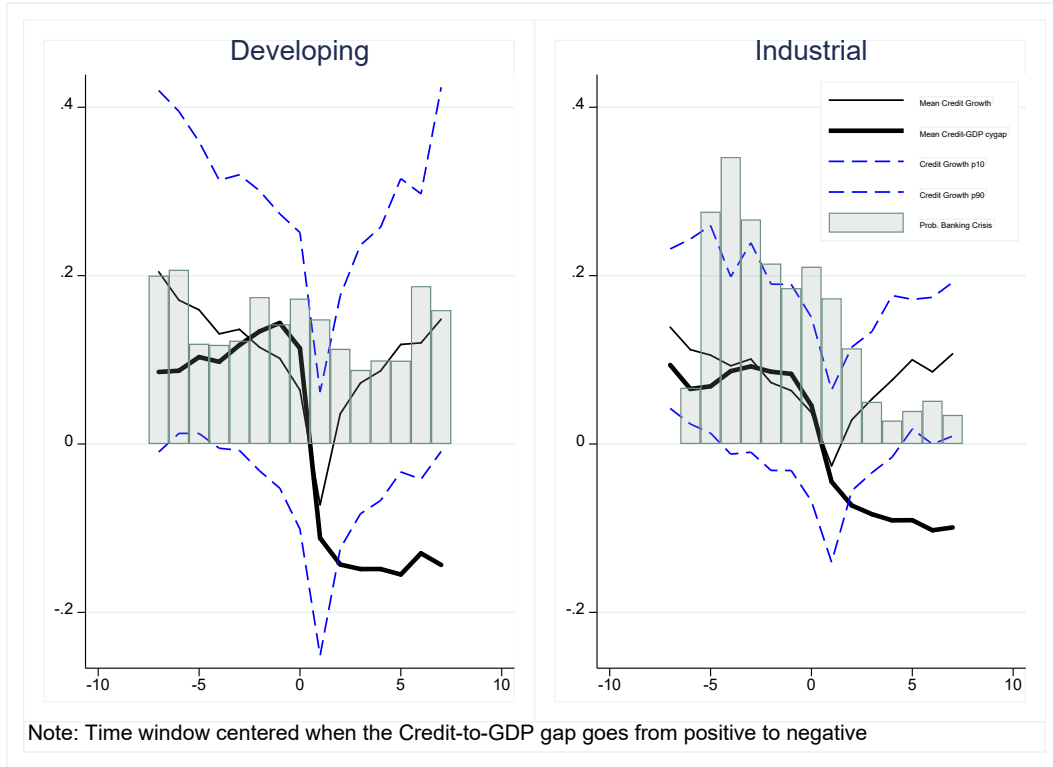 Developing
Industrial
.4
.2
0
-.2
-10
-5
0
5
10
.4
.2
0
-.2
-10
-5
0
5
10
Mean Credit Growth
Mean Credit-GDP cygap
Credit Growth p10
Credit Growth p90
Prob. Banking Crisis
Note: Time window centered when the Credit-to-GDP gap goes from positive to negative